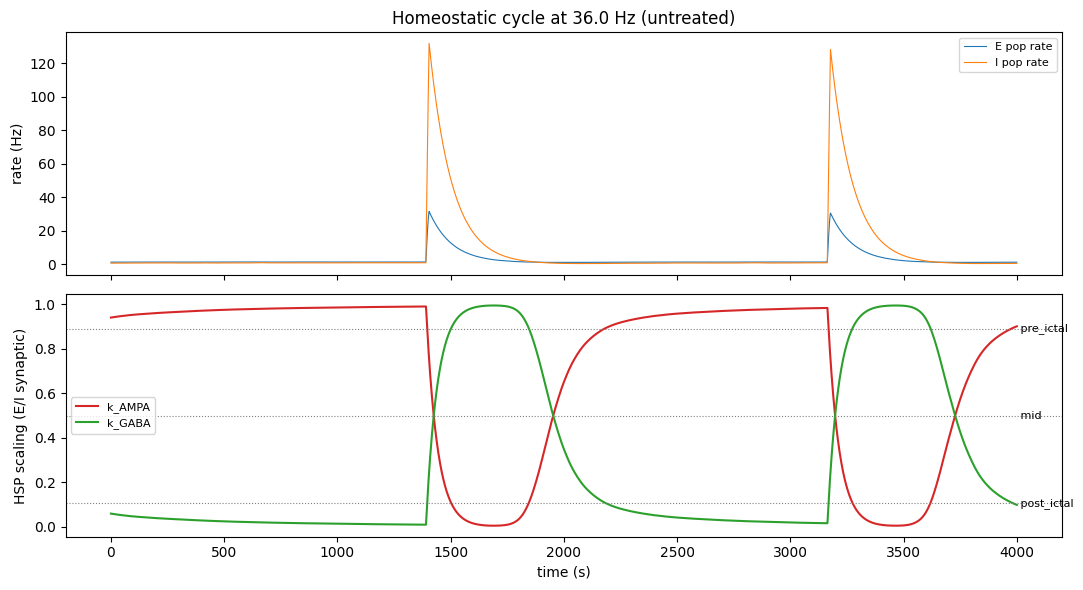 Homeostatic cycle at 36.0 Hz (untreated)
rate (Hz)
120
100
80
60
40
20
0
E pop rate
I pop rate
HSP scaling (E/I synaptic)
1.0
0.8
0.6
0.4
0.2
0.0
k_AMPA
k_GABA
pre_ictal
mid
post_ictal
0 500 1000 1500 2000 2500 3000 3500 4000
time (s)